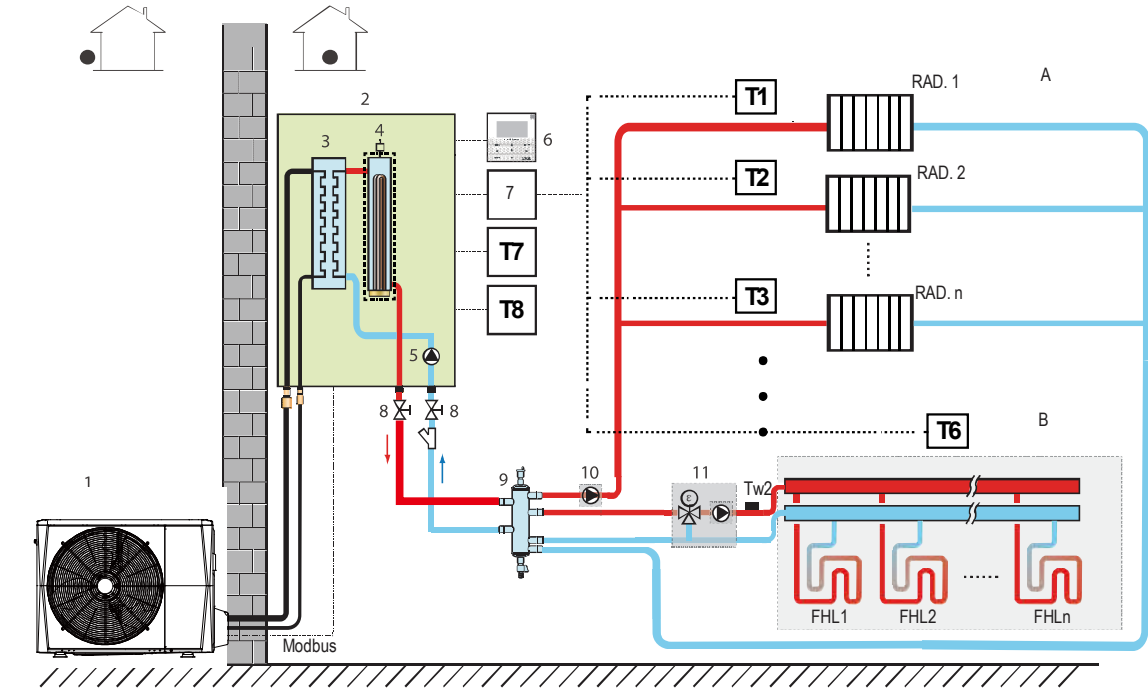 RAD. 1
A
T1
2
4
3
6
RAD. 2
T2
7
T7
RAD. n
T3
T8
5
8
8
T6
B
9
10
11
1
Tw2
ε
FHL1
FHL2
FHLn
Modbus